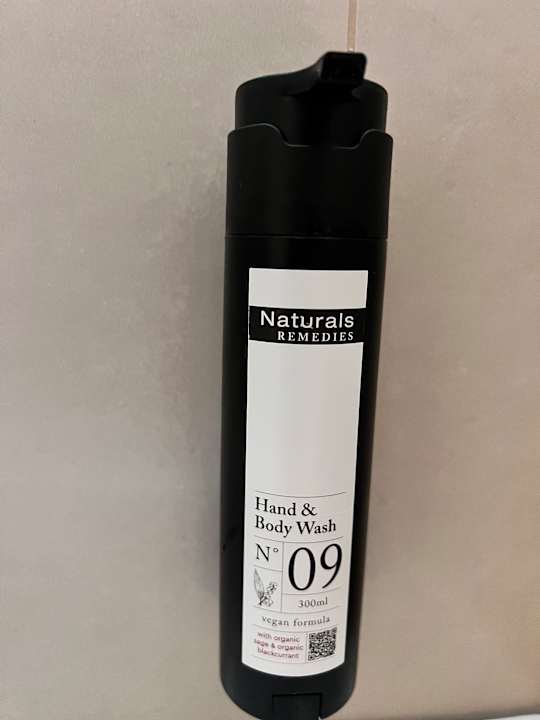 Naturals
REMEDIES
Hand &
Body Wash
N°
09
300ml
vegan formula
with organic
sage & organic
blackcurrant